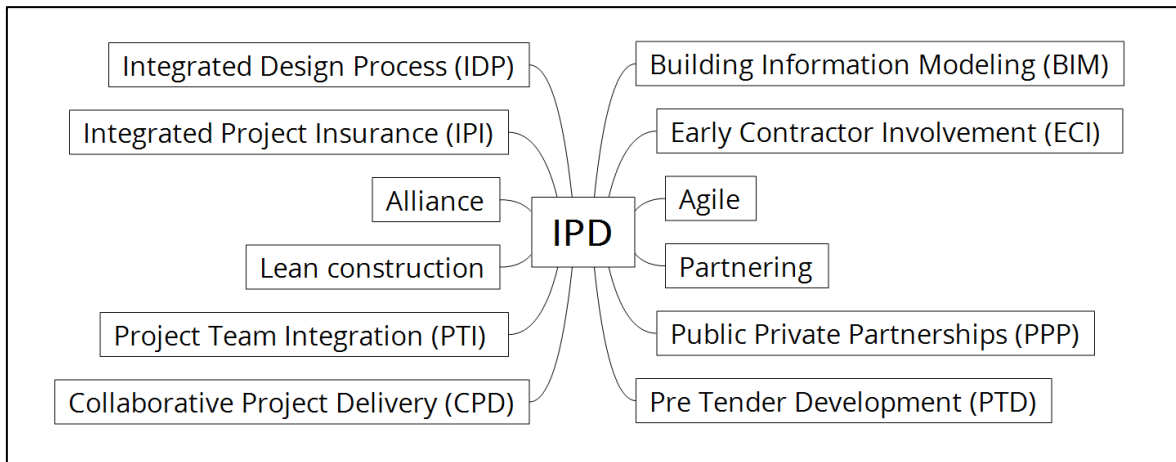 Integrated Design Process (IDP)
Integrated Project Insurance (IPI)
Alliance
Lean construction
Project Team Integration (PTI)
Collaborative Project Delivery (CPD)
IPD
Building Information Modeling (BIM)
Early Contractor Involvement (ECI)
Agile
Partnering
Public Private Partnerships (PPP)
Pre Tender Development (PTD)